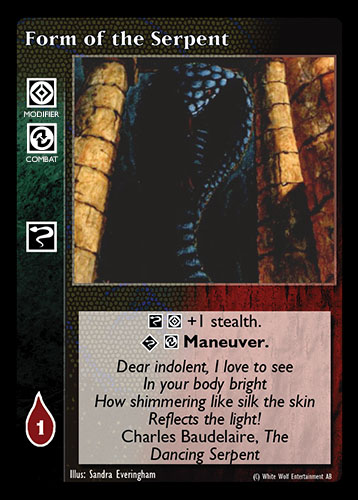 Form of the Serpent
MODIFIER
COMBAT
+1 stealth.
Maneuver.
Dear indolent, I love to see
In your body bright
How shimmering like silk the skin
Reflects the light!
Charles Baudelaire, The
Dancing Serpent
1
Illus: Sandra Everingham
(C) White Wolf Entertainment AB